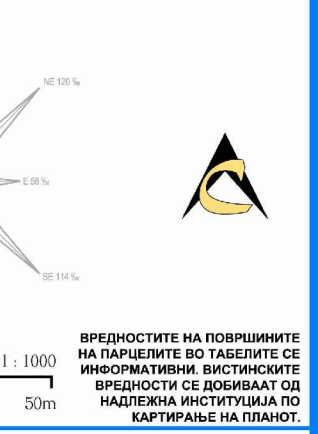 NE 120 ‰
E 56 ‰
SE 114 ‰
1 : 1000
50m
ВРЕДНОСТИТЕ НА ПОВРШИНИТЕ
НА ПАРЦЕЛИТЕ ВО ТАБЕЛИТЕ СЕ
ИНФОРМАТИВНИ. ВИСТИНСКИТЕ
ВРЕДНОСТИ СЕ ДОБИВААТ ОД
НАДЛЕЖНА ИНСТИТУЦИЈА ПО
КАРТИРАЊЕ НА ПЛАНОТ.